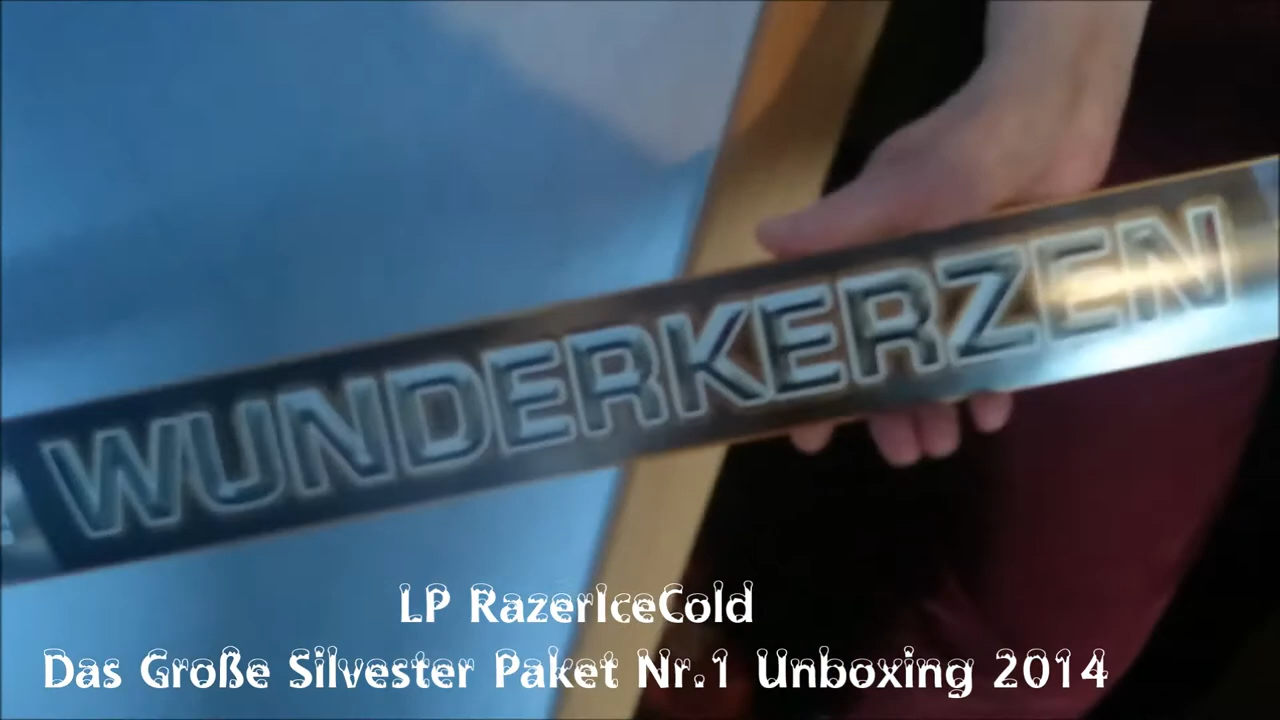 WUNDERKERZEN
LP RazerIceCold
Das Große Silvester Paket Nr.1 Unboxing 2014